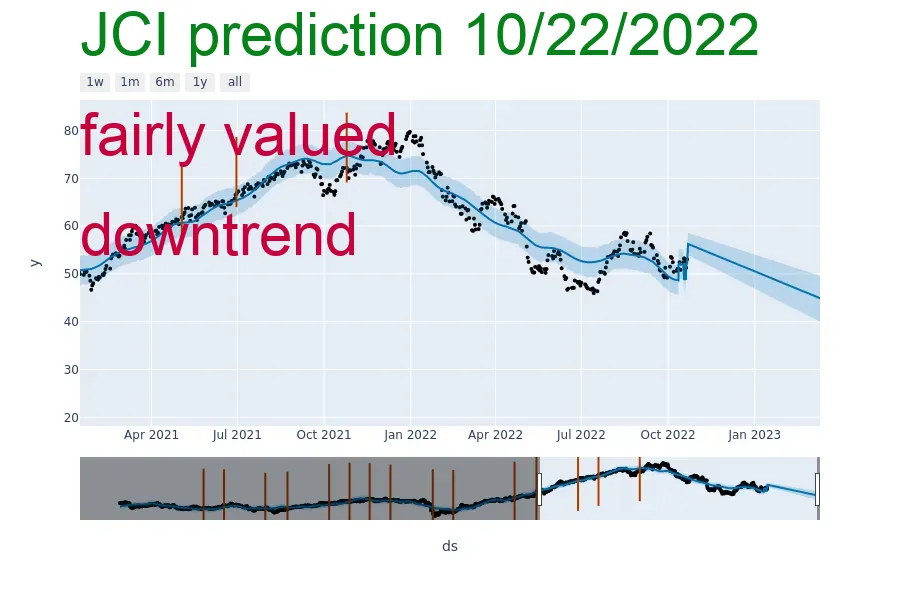 JCI prediction 10/22/2022
1w 1m 6m 1y all
fairly valued
downtrend
80
70
60
50
40
30
20
y
Apr 2021 Jul 2021 Oct 2021 Jan 2022 Apr 2022 Jul 2022 Oct 2022 Jan 2023
ds